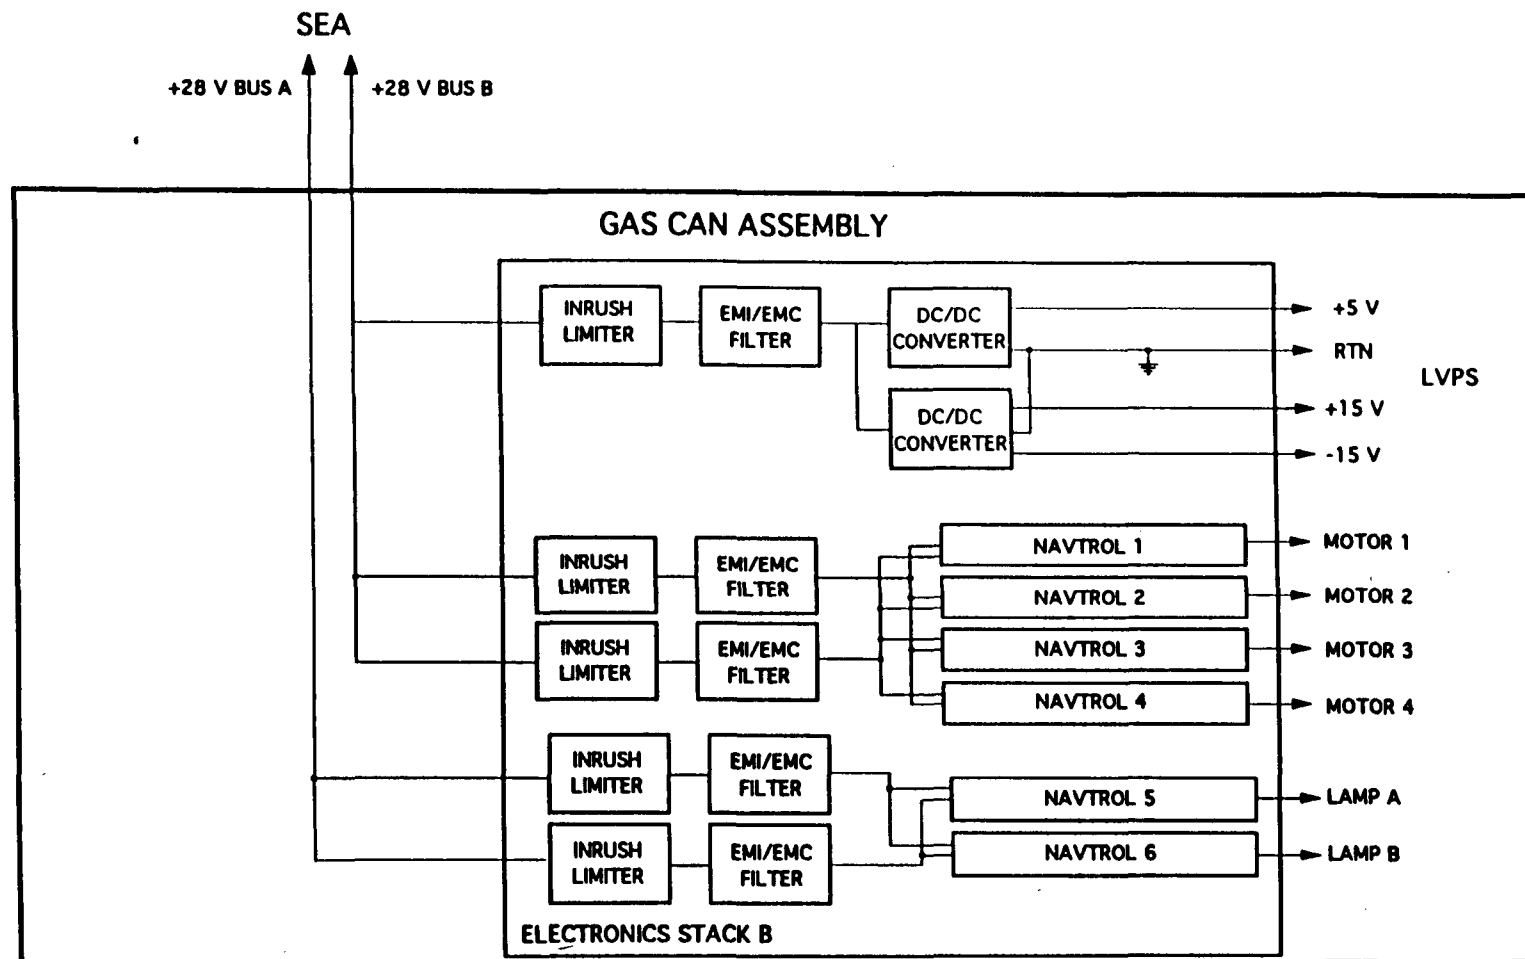 SEA
+28 V BUS A
+28 V BUS B
GAS CAN ASSEMBLY
INRUSH
LIMITER
EMI/EMC
FILTER
DC/DC
CONVERTER
+5 V
RTN
LVPS
DC/DC
CONVERTER
+15 V
-15 V
INRUSH
LIMITER
EMI/EMC
FILTER
NAVTROL 1
MOTOR 1
NAVTROL 2
MOTOR 2
INRUSH
LIMITER
EMI/EMC
FILTER
NAVTROL 3
MOTOR 3
NAVTROL 4
MOTOR 4
INRUSH
LIMITER
EMI/EMC
FILTER
NAVTROL 5
LAMP A
INRUSH
LIMITER
EMI/EMC
FILTER
NAVTROL 6
LAMP B
ELECTRONICS STACK B